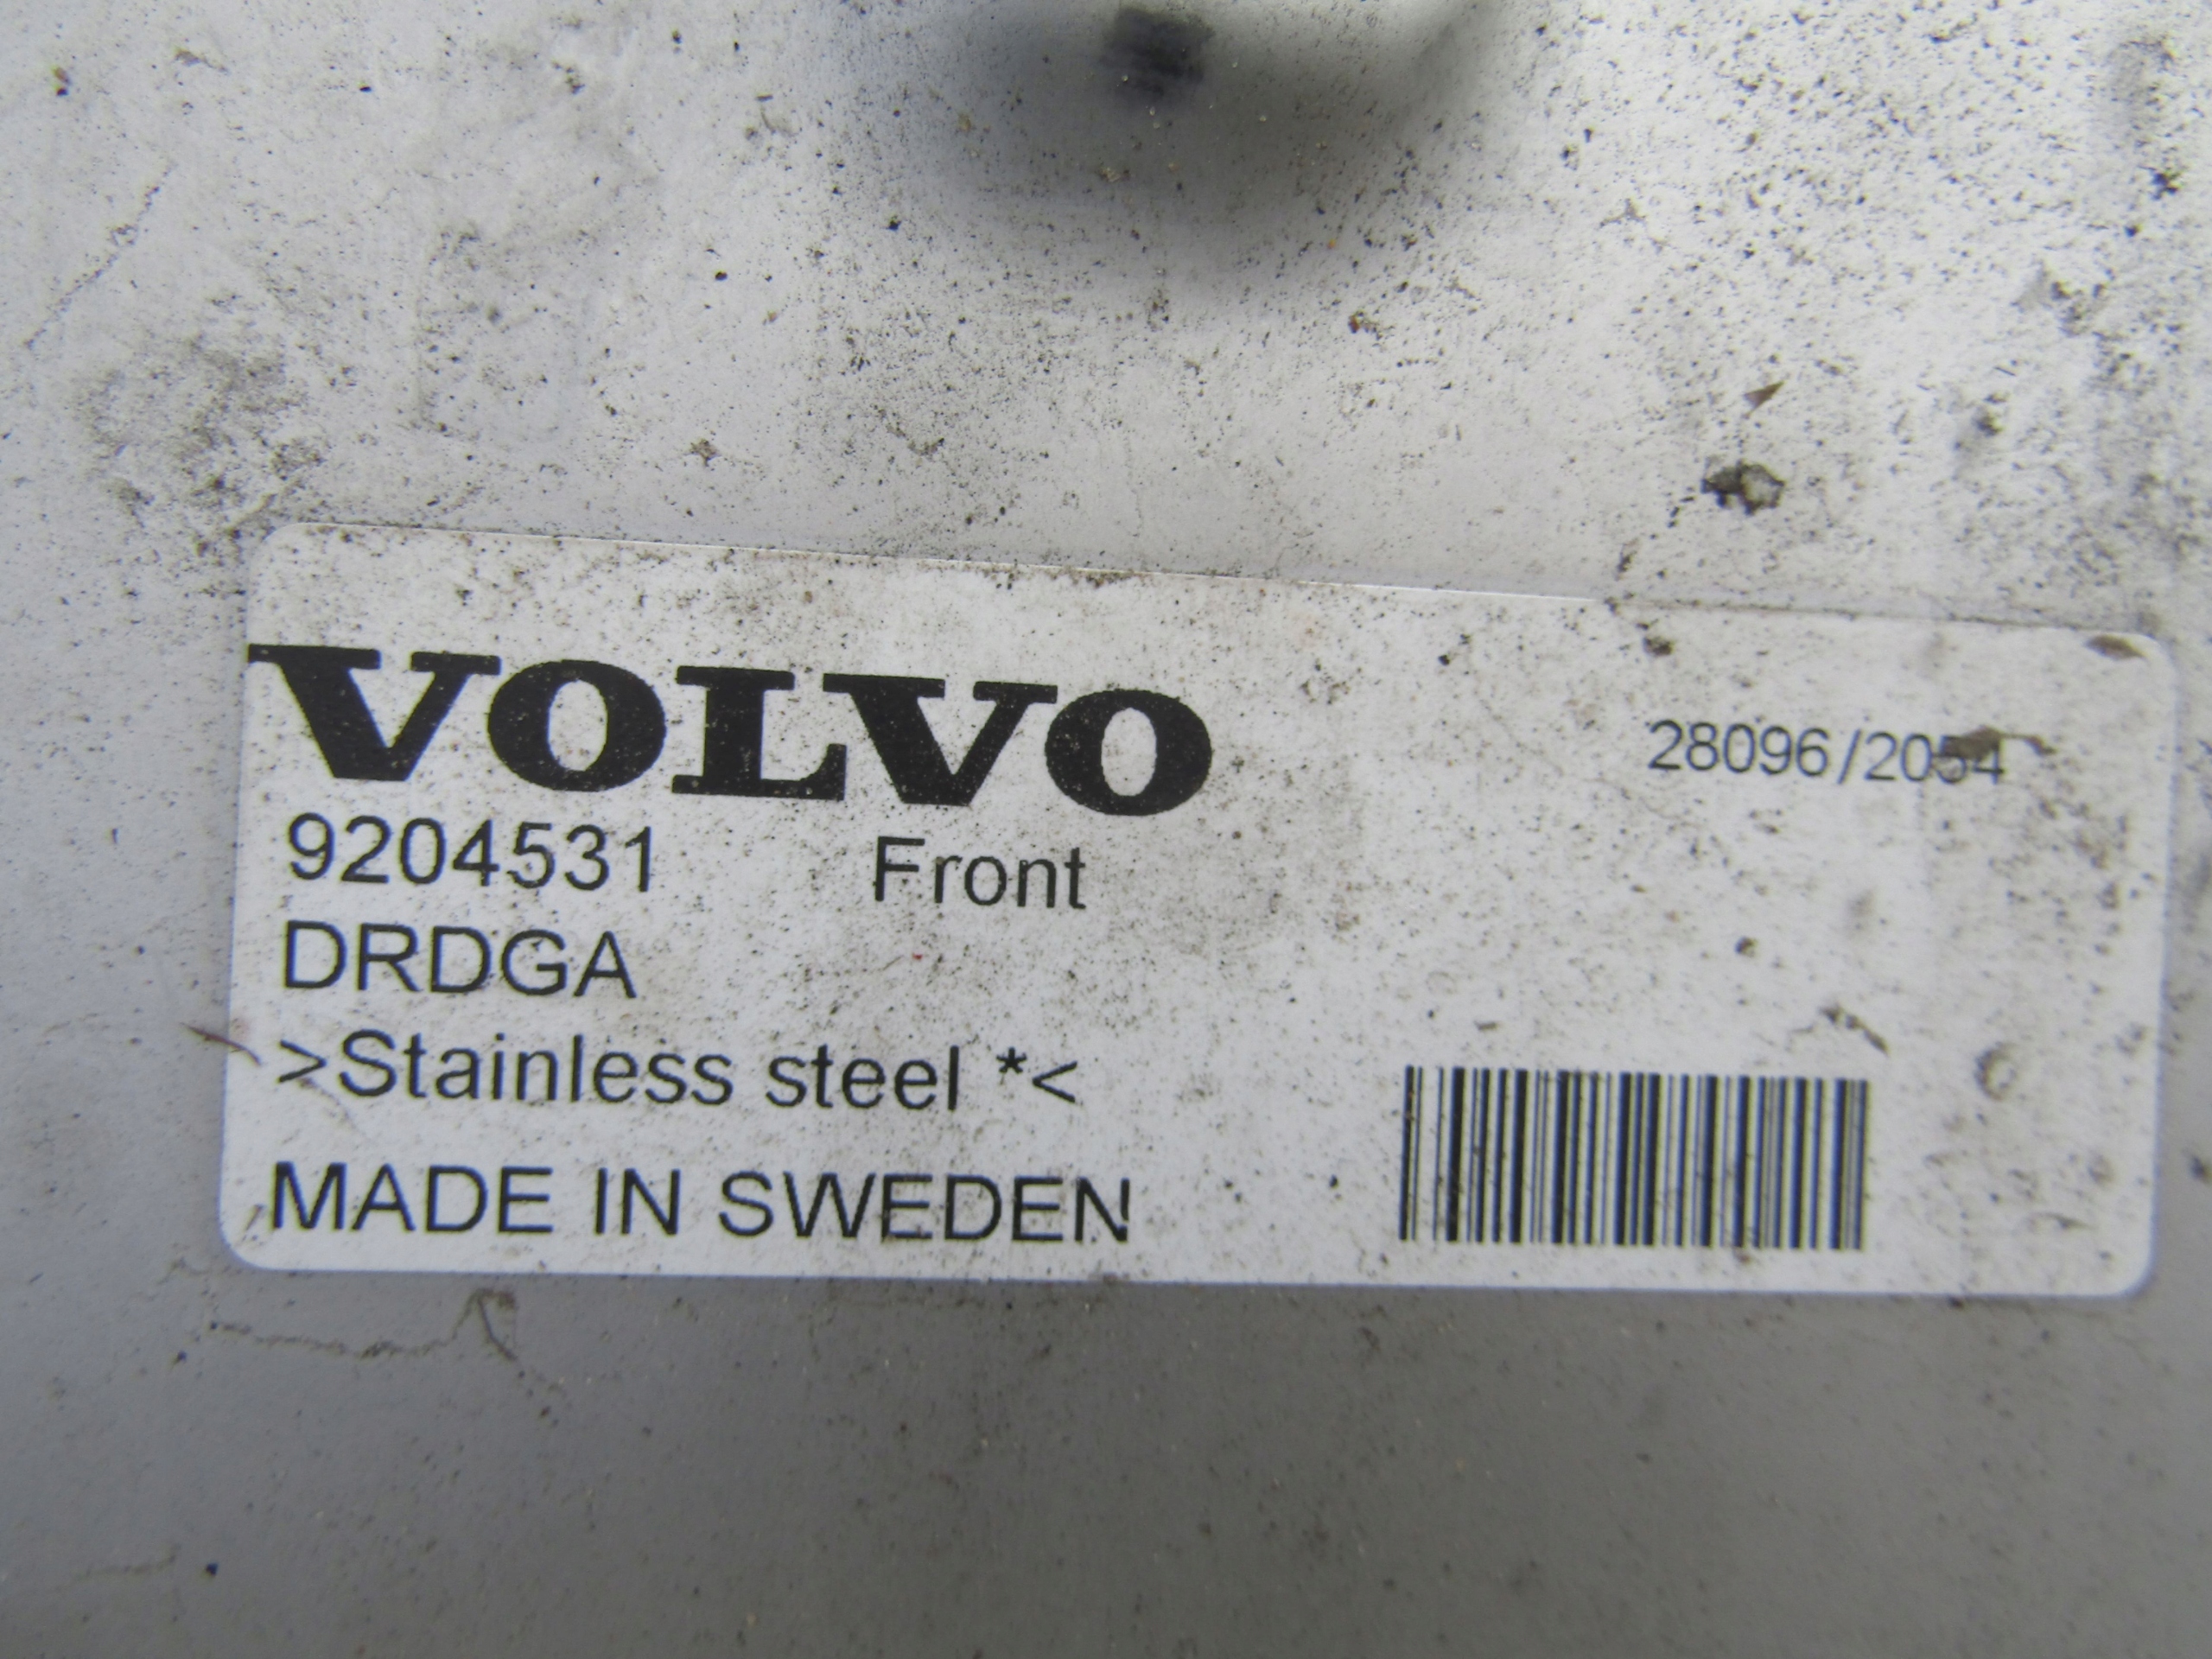 VOLVO
28096/2054
9204531 Front
DRDGA
>Stainless steel *<
MADE IN SWEDEN